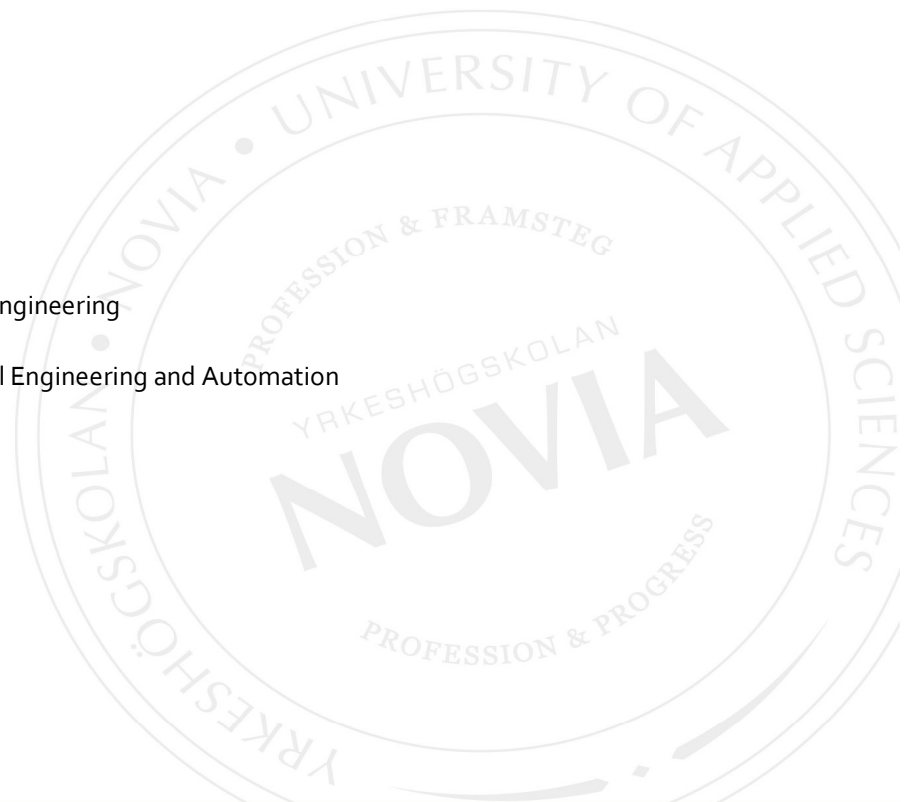 YRKESHÖGSKOLAN • NOVIA • UNIVERSITY OF APPLIED SCIENCES
PROFESSION & FRAMSTEG
ngineering
l Engineering and Automation
YRKESHÖGSKOLAN
NOVIA
PROFESSION & PROGRESS